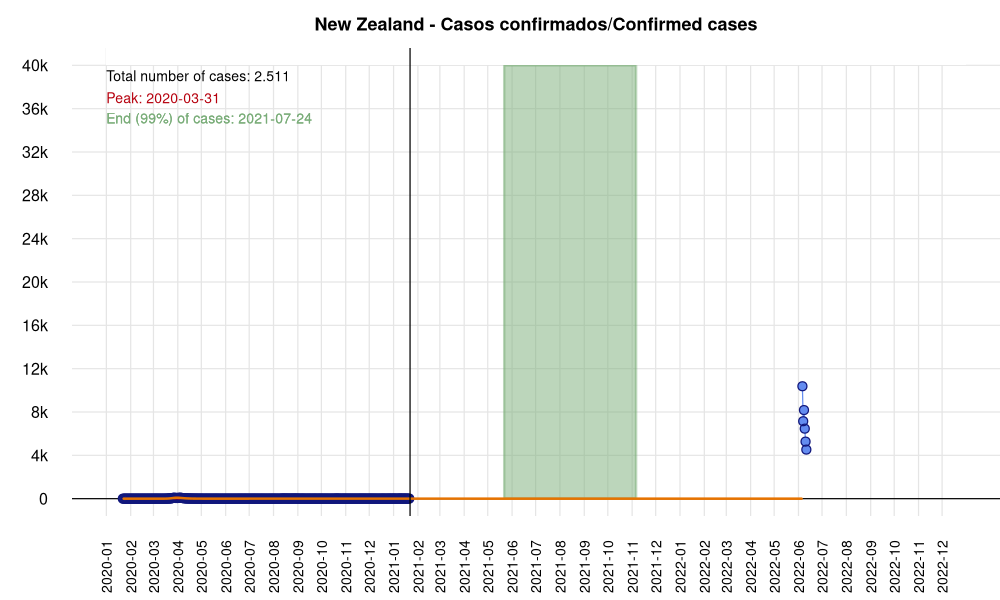 New Zealand - Casos confirmados/Confirmed cases
Total number of cases: 2.511
Peak: 2020-03-31
End (99%) of cases: 2021-07-24
40k
36k
32k
28k
24k
20k
16k
12k
8k
4k
0
2020-01
2020-02
2020-03
2020-04
2020-05
2020-06
2020-07
2020-08
2020-09
2020-10
2020-11
2020-12
2021-01
2021-02
2021-03
2021-04
2021-05
2021-06
2021-07
2021-08
2021-09
2021-10
2021-11
2021-12
2022-01
2022-02
2022-03
2022-04
2022-05
2022-06
2022-07
2022-08
2022-09
2022-10
2022-11
2022-12